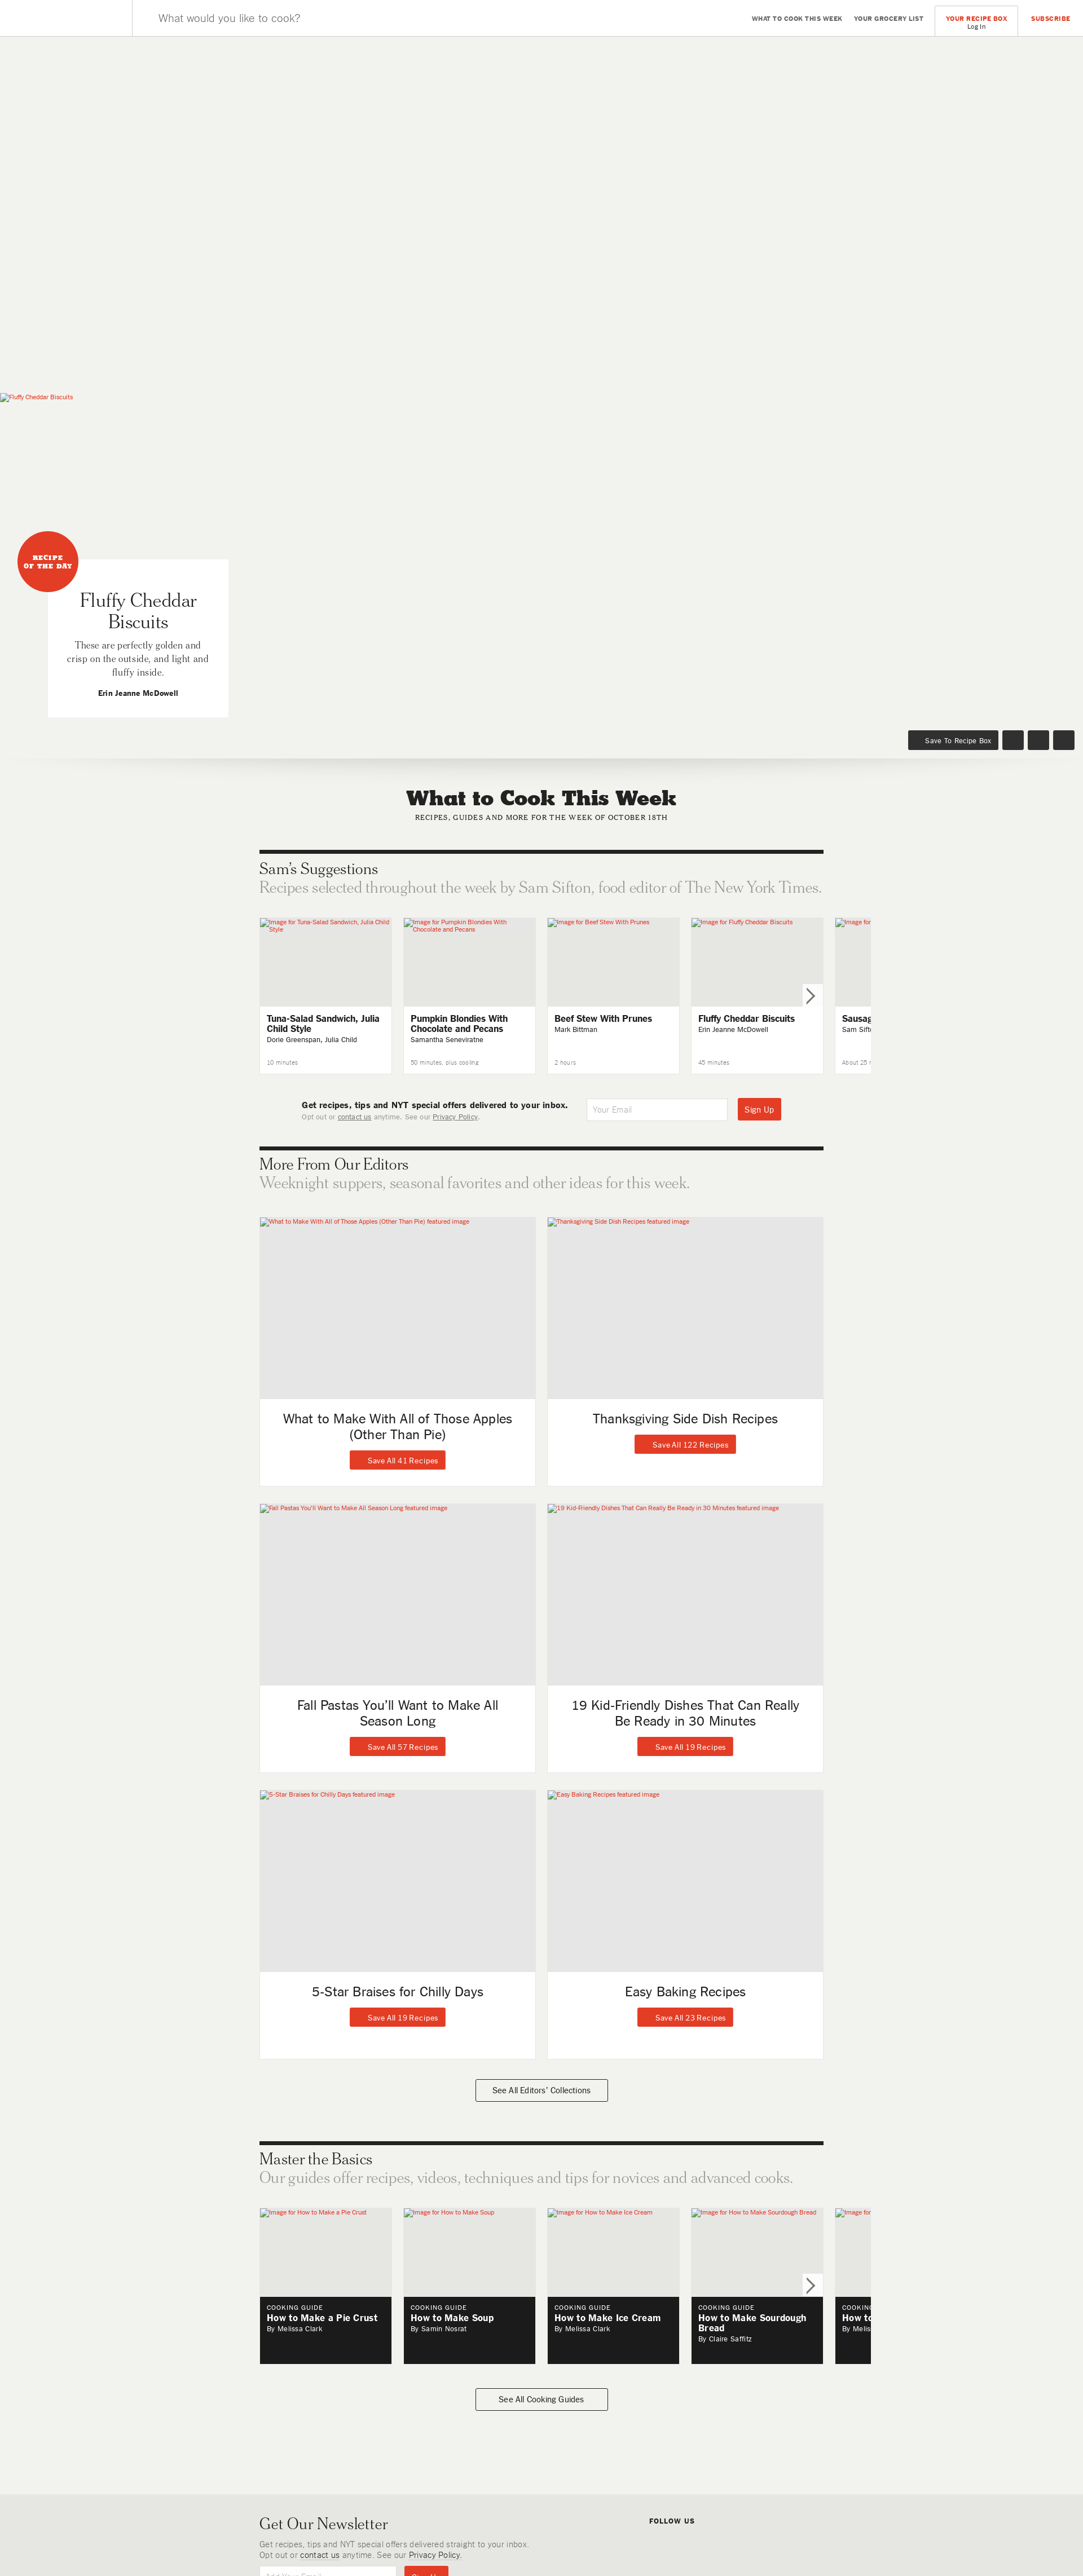 What would you like to cook?
WHAT TO COOK THIS WEEK
YOUR GROCERY LIST
YOUR RECIPE BOX
Log In
SUBSCRIBE
Fluffy Cheddar Biscuits
RECIPE
OF THE DAY
Fluffy Cheddar
Biscuits
These are perfectly golden and
crisp on the outside, and light and
fluffy inside.
Erin Jeanne McDowell
Save To Recipe Box
What to Cook This Week
RECIPES, GUIDES AND MORE FOR THE WEEK OF OCTOBER 18TH
Sam's Suggestions
Recipes selected throughout the week by Sam Sifton, food editor of The New York Times.
Image for Tuna-Salad Sandwich, Julia Child
Style
Tuna-Salad Sandwich, Julia
Child Style
Dorie Greenspan, Julia Child
10 minutes
Image for Pumpkin Blondies With
Chocolate and Pecans
Pumpkin Blondies With
Chocolate and Pecans
Samantha Seneviratne
50 minutes, plus cooling
Image for Beef Stew With Prunes
Beef Stew With Prunes
Mark Bittman
2 hours
Image for Fluffy Cheddar Biscuits
Fluffy Cheddar Biscuits
Erin Jeanne McDowell
45 minutes
Image for
Sam
About 25
Get recipes, tips and NYT special offers delivered to your inbox.
Opt out or contact us anytime. See our Privacy Policy.
Your Email
Sign Up
More From Our Editors
Weeknight suppers, seasonal favorites and other ideas for this week.
What to Make With All of Those Apples (Other Than Pie) featured image
What to Make With All of Those Apples
(Other Than Pie)
Save All 41 Recipes
Thanksgiving Side Dish Recipes featured image
Thanksgiving Side Dish Recipes
Save All 122 Recipes
Fall Pastas You'll Want to Make All Season Long featured image
Fall Pastas You'll Want to Make All
Season Long
Save All 57 Recipes
19 Kid-Friendly Dishes That Can Really Be Ready in 30 Minutes featured image
19 Kid-Friendly Dishes That Can Really
Be Ready in 30 Minutes
Save All 19 Recipes
5-Star Braises for Chilly Days featured image
5-Star Braises for Chilly Days
Save All 19 Recipes
Easy Baking Recipes featured image
Easy Baking Recipes
Save All 23 Recipes
See All Editors' Collections
Master the Basics
Our guides offer recipes, videos, techniques and tips for novices and advanced cooks.
Image for How to Make a Pie Crust
COOKING GUIDE
How to Make a Pie Crust
By Melissa Clark
Image for How to Make Soup
COOKING GUIDE
How to Make Soup
By Samin Nosrat
Image for How to Make Ice Cream
COOKING GUIDE
How to Make Ice Cream
By Melissa Clark
Image for How to Make Sourdough Bread
COOKING GUIDE
How to Make Sourdough
Bread
By Claire Saffitz
Image for
How to
By
See All Cooking Guides
Get Our Newsletter
Get recipes, tips and NYT special offers delivered straight to your inbox.
Opt out or contact us anytime. See our Privacy Policy.
FOLLOW US